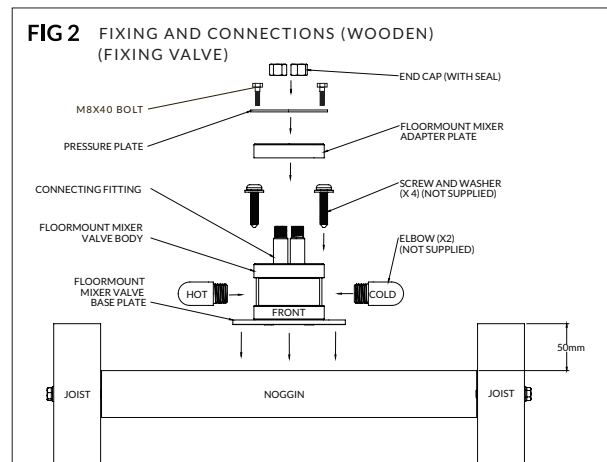 FIG 2 FIXING AND CONNECTIONS (WOODEN)
(FIXING VALVE)
END CAP (WITH SEAL)
M8X40 BOLT
PRESSURE PLATE
FLOORMOUNT MIXER
ADAPTER PLATE
CONNECTING FITTING
SCREW AND WASHER
(X 4) (NOT SUPPLIED)
FLOORMOUNT MIXER
VALVE BODY
ELBOW (X2)
(NOT SUPPLIED)
FLOORMOUNT
MIXER VALVE
BASE PLATE
HOT
COLD
FRONT
50mm
JOIST
NOGGIN
JOIST